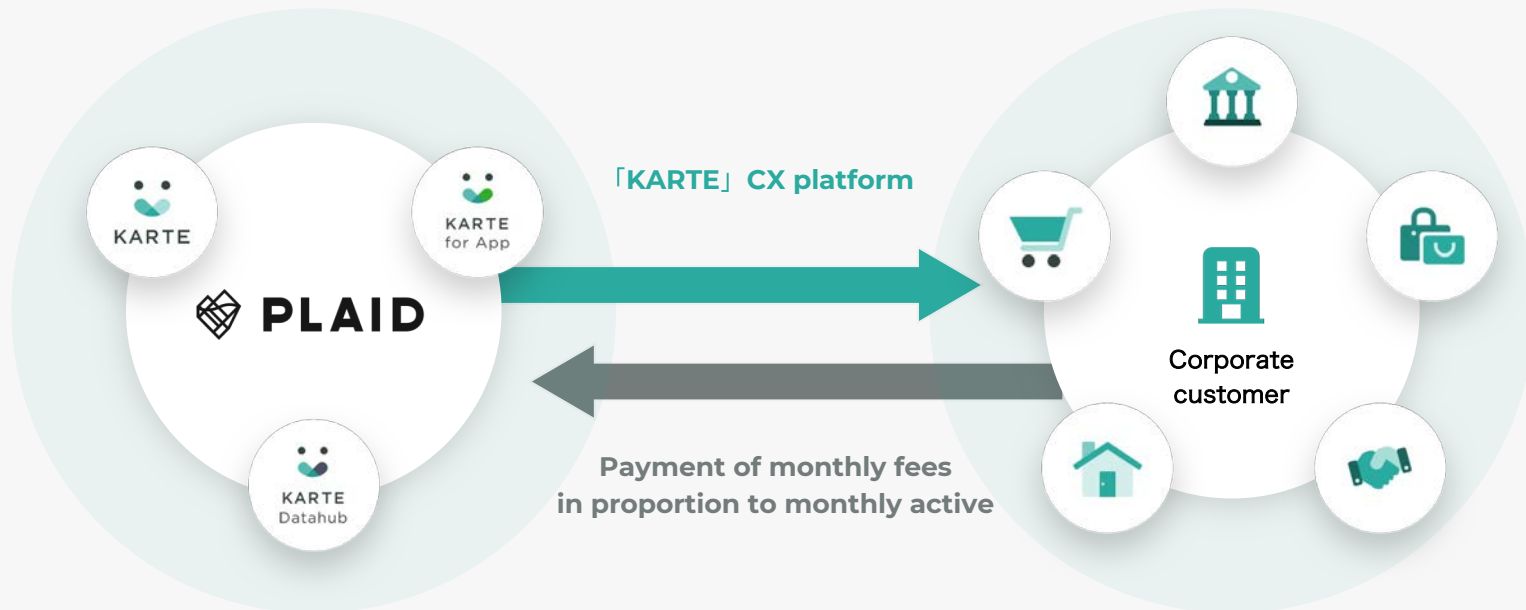 KARTE
KARTE
for App
PLAID
KARTE
Datahub
「KARTE」 CX platform
Payment of monthly fees
in proportion to monthly active
Corporate
customer